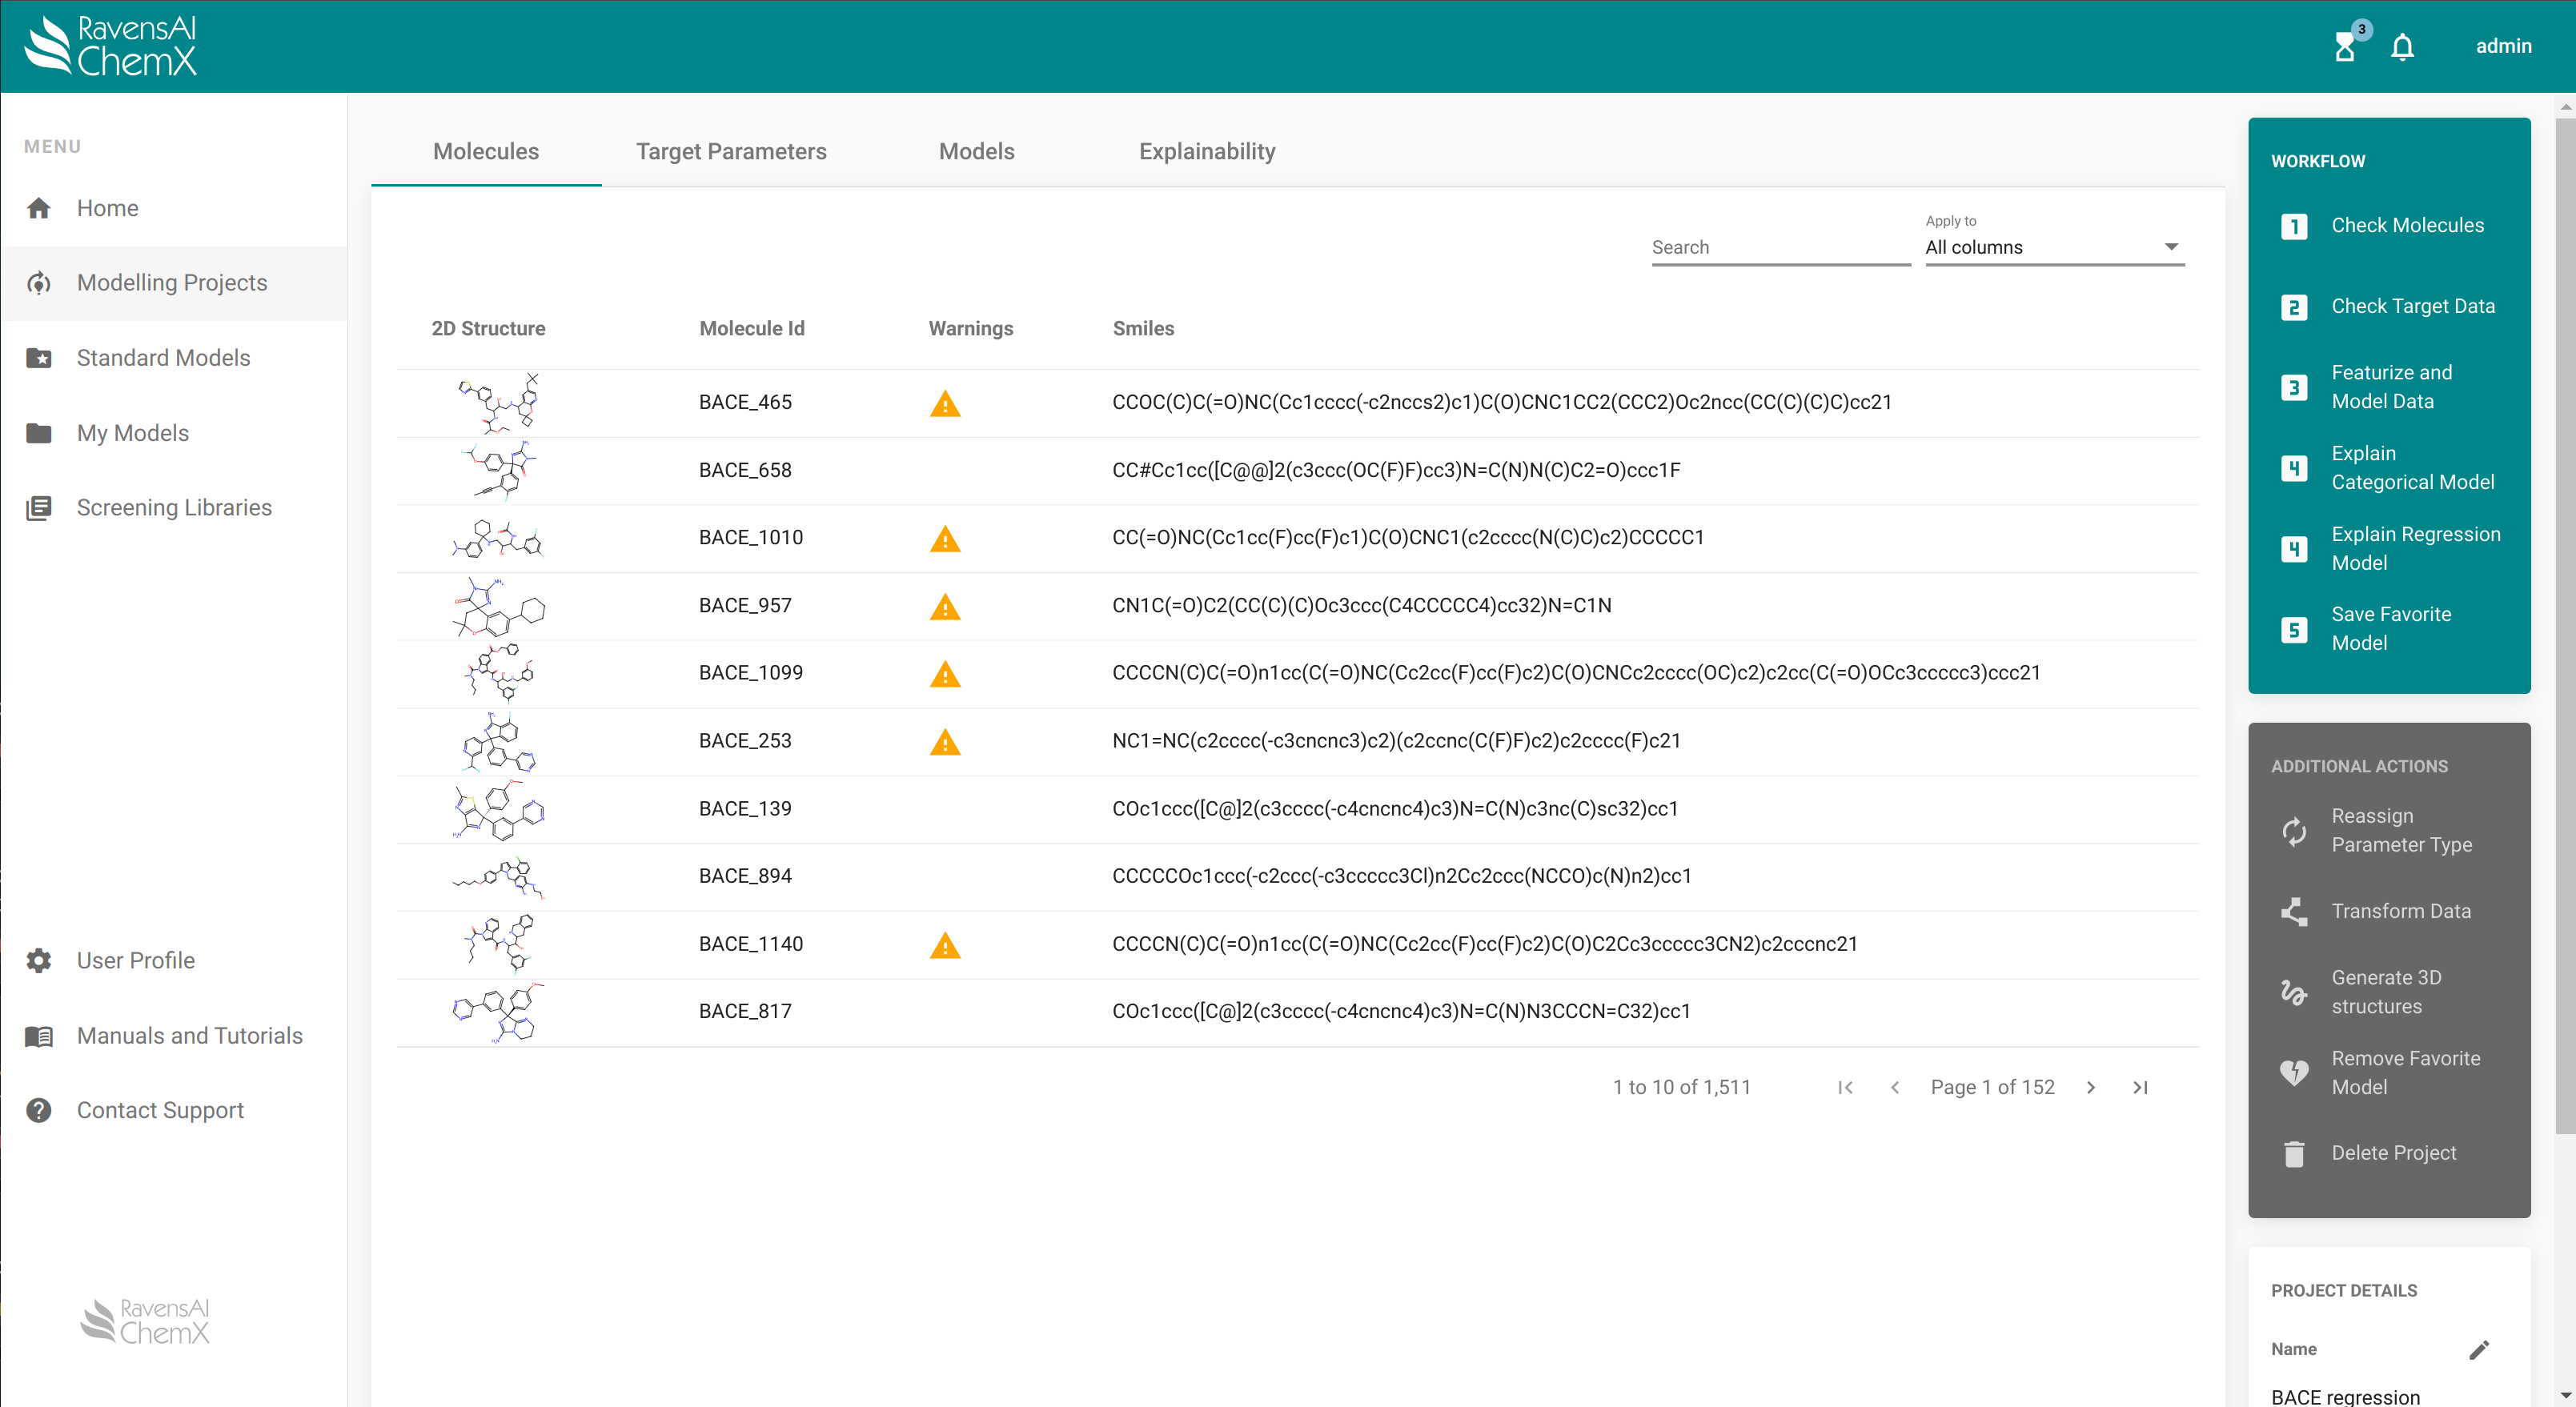 RavensAI
ChemX
3
admin
MENU
Home
Modelling Projects
Standard Models
My Models
Screening Libraries
User Profile
Manuals and Tutorials
Contact Support
RavensAI
ChemX
Molecules Target Parameters Models Explainability
Search
Apply to
All columns
2D Structure Molecule Id Warnings Smiles
BACE_465 CCOC(C)C(=O)NC(Cc1cccc(-c2nccs2)c1)C(O)CNC1CC2(CCC2)Oc2ncc(CC(C)(C)C)cc21
BACE_658 CC#Cc1cc([C@@]2(c3ccc(OC(F)F)cc3)N=C(N)N(C)C2=O)ccc1F
BACE_1010 CC(=O)NC(Cc1cc(F)cc(F)c1)C(O)CNC1(c2cccc(N(C)C)c2)CCCCC1
BACE_957 CN1C(=O)C2(CC(C)(C)Oc3ccc(C4CCCCC4)cc32)N=C1N
BACE_1099 CCCCN(C)C(=O)n1cc(C(=O)NC(Cc2cc(F)cc(F)c2)C(O)CNCc2cccc(OC)c2)c2cc(C(=O)OCc3ccccc3)ccc21
BACE_253 NC1=NC(c2cccc(-c3cncnc3)c2)(c2ccnc(C(F)F)c2)c2cccc(F)c21
BACE_139 COc1ccc([C@]2(c3cccc(-c4cncnc4)c3)N=C(N)c3nc(C)sc32)cc1
BACE_894 CCCCCOc1ccc(-c2ccc(-c3ccccc3Cl)n2Cc2ccc(NCCO)c(N)n2)cc1
BACE_1140 CCCCN(C)C(=O)n1cc(C(=O)NC(Cc2cc(F)cc(F)c2)C(O)C2Cc3ccccc3CN2)c2cccnc21
BACE_817 COc1ccc([C@]2(c3cccc(-c4cncnc4)c3)N=C(N)N3CCCN=C32)cc1
1 to 10 of 1,511 Page 1 of 152
WORKFLOW
1 Check Molecules
2 Check Target Data
3 Featurize and
Model Data
4 Explain
Categorical Model
4 Explain Regression
Model
5 Save Favorite
Model
ADDITIONAL ACTIONS
Reassign
Parameter Type
Transform Data
Generate 3D
structures
Remove Favorite
Model
Delete Project
PROJECT DETAILS
Name
BACE regression